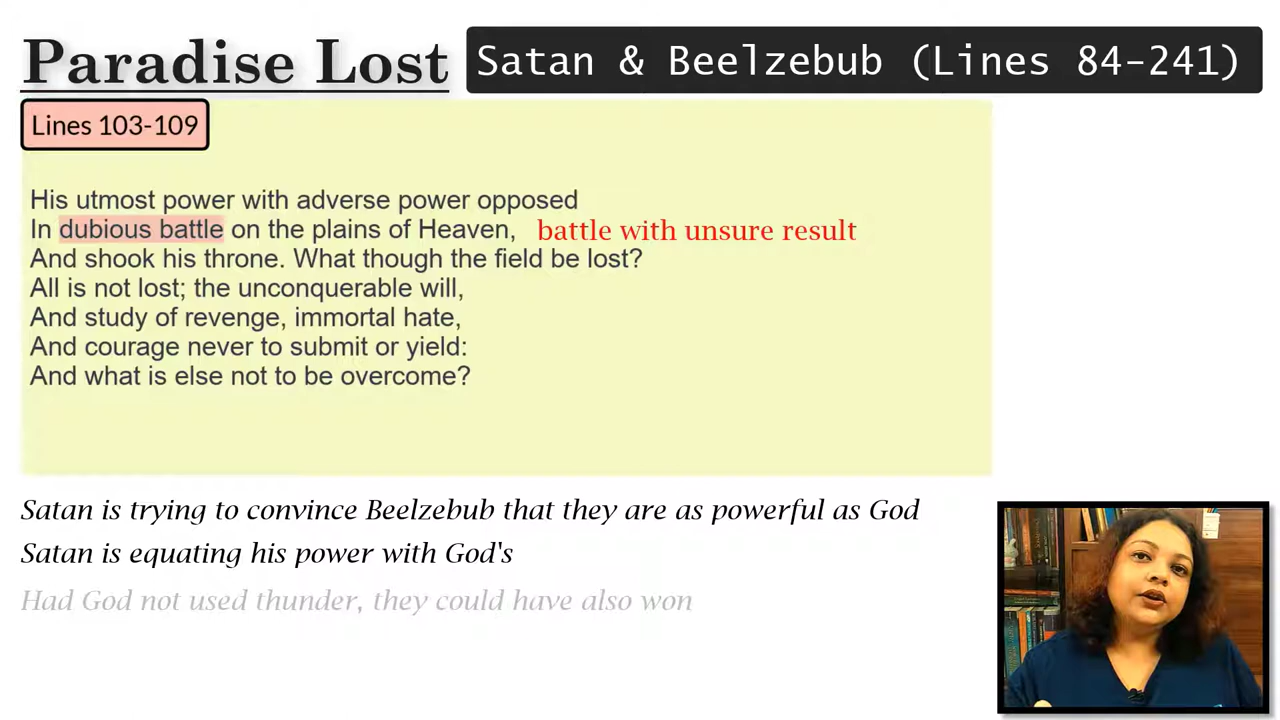 Paradise Lost
Satan & Beelzebub (Lines 84-241)
Lines 103-109
His utmost power with adverse power opposed
In dubious battle on the plains of Heaven, battle with unsure result
And shook his throne. What though the field be lost?
All is not lost; the unconquerable will,
And study of revenge, immortal hate,
And courage never to submit or yield:
And what is else not to be overcome?
Satan is trying to convince Beelzebub that they are as powerful as God
Satan is equating his power with God's
Had God not used thunder, they could have also won